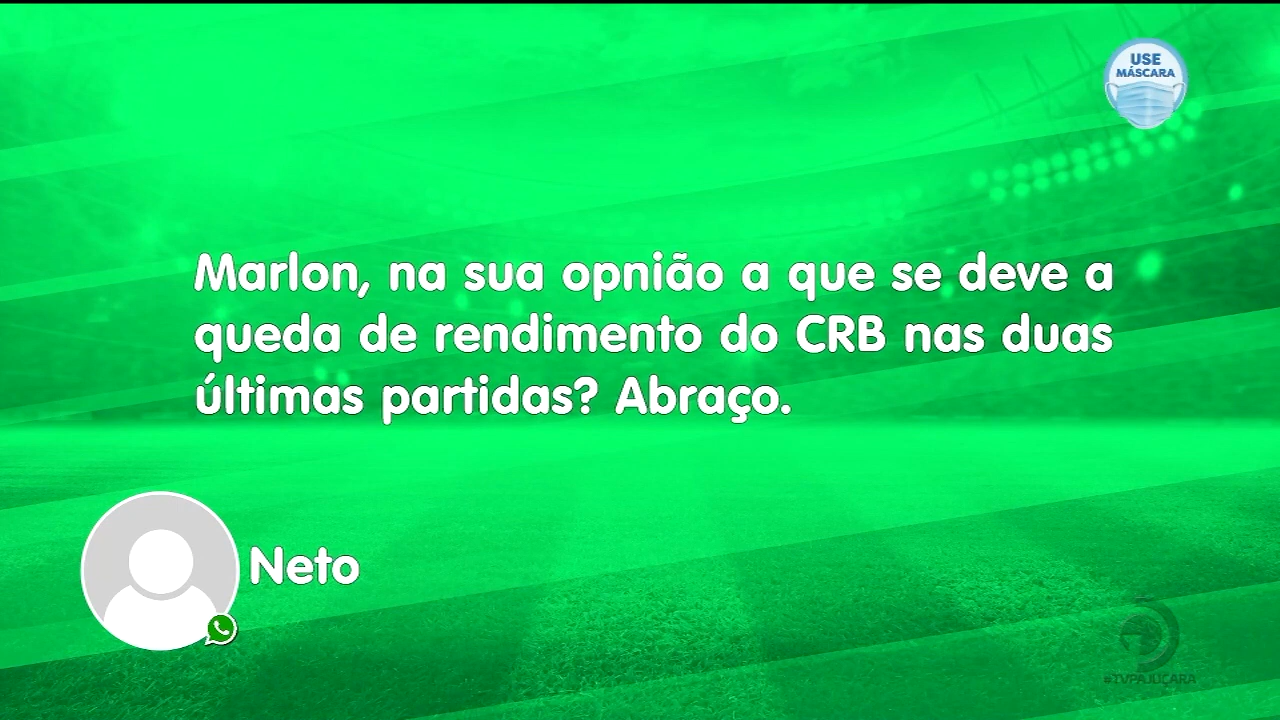 USE
MÁSCARA
Marlon, na sua opnião a que se deve a
queda de rendimento do CRB nas duas
últimas partidas? Abraço.
Neto
#TVPAJUÇARA